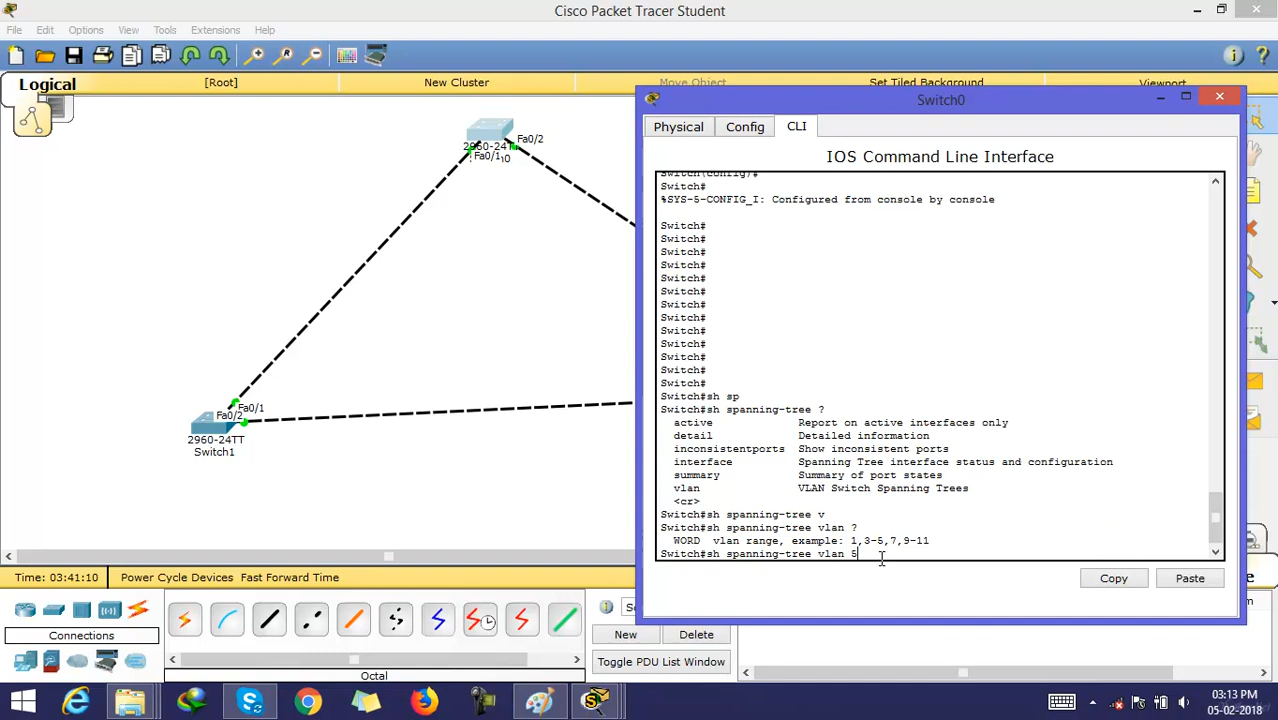 Cisco Packet Tracer Student
File Edit Options View Tools Extensions Help
Logical
[Root]
New Cluster
Move Object
Set Tiled Background
Viewport
Fa0/2
2960-24TT
Fa0/1
Fa0/1
Fa0/2
2960-24TT
Switch1
Switch0
Physical Config CLI
IOS Command Line Interface
Switch(config)#
Switch#
%SYS-5-CONFIG_I: Configured from console by console
Switch#
Switch#
Switch#
Switch#
Switch#
Switch#
Switch#
Switch#
Switch#
Switch#
Switch#
Switch#
Switch#
Switch#sh sp
Switch#sh spanning-tree ?
active Report on active interfaces only
detail Detailed information
inconsistentports Show inconsistent ports
interface Spanning Tree interface status and configuration
summary Summary of port states
vlan VLAN Switch Spanning Trees
<cr>
Switch#sh spanning-tree v
Switch#sh spanning-tree vlan ?
WORD vlan range, example: 1,3-5,7,9-11
Switch#sh spanning-tree vlan 5
Copy
Paste
Time: 03:41:10 Power Cycle Devices Fast Forward Time
Connections
Octal
New
Delete
Toggle PDU List Window
03:13 PM
05-02-2018